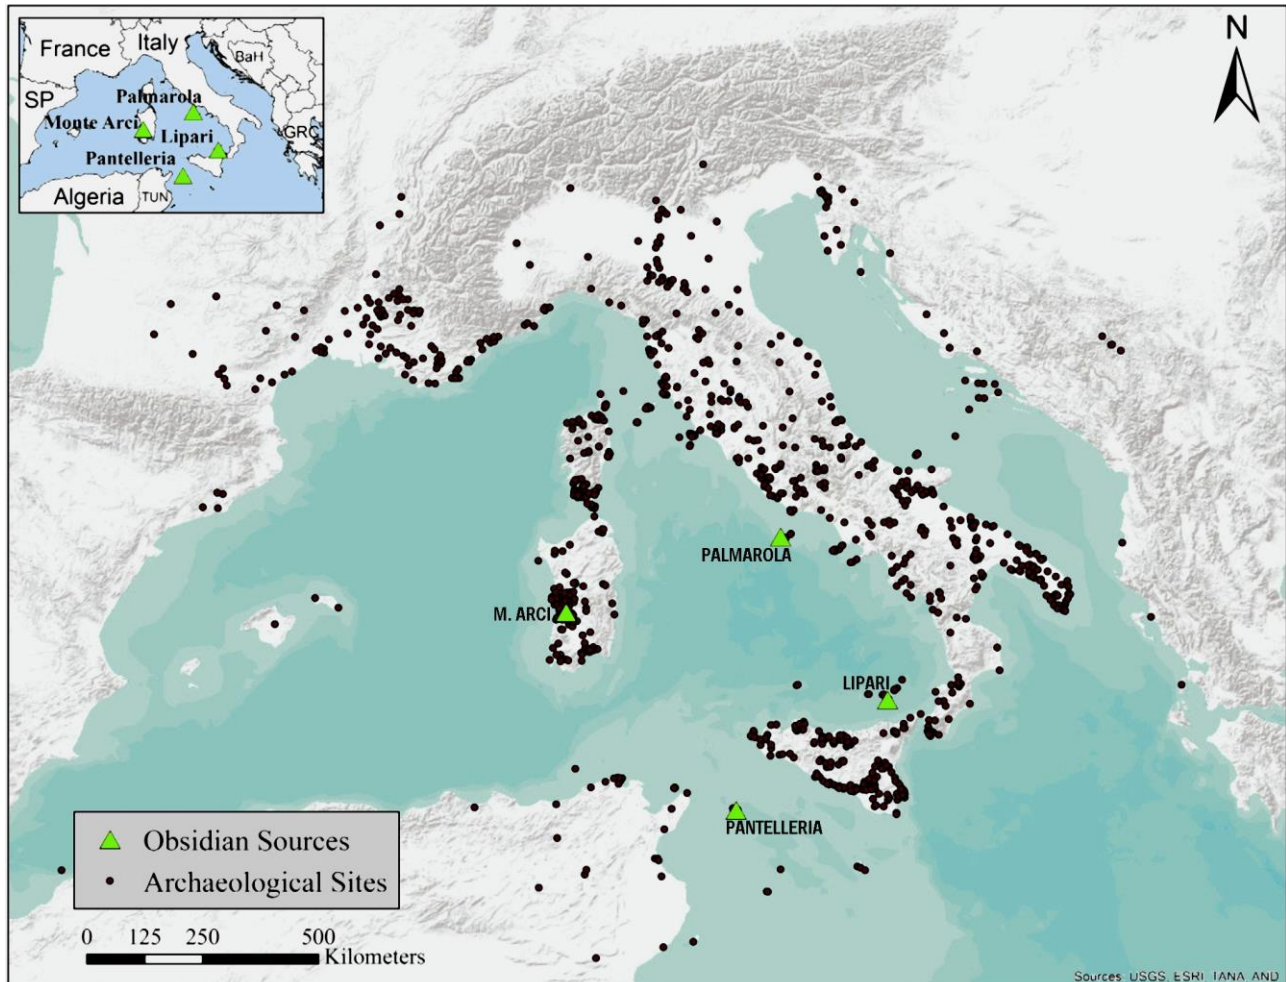 N
France
Italy
BaH
SP
Palmarola
Monte Arci
Lipari
GRC
Pantelleria
Algeria
TUN
PALMAROLA
M. ARCI
LIPARI
PANTELLERIA
Obsidian Sources
Archaeological Sites
0 125 250 500
Kilometers
Sources: USGS, ESRI, TANA, AND